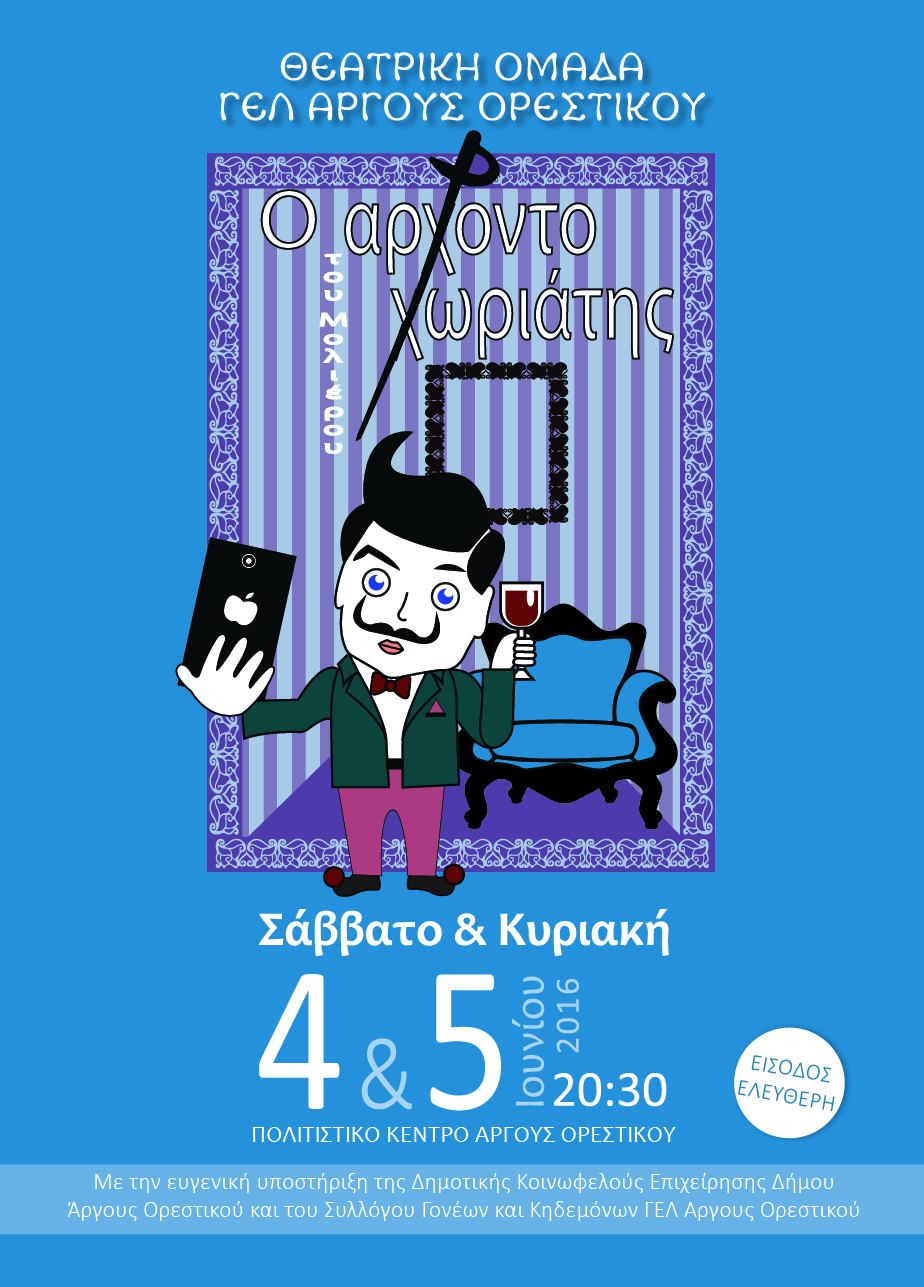 ΘΕΑΤΡΙΚΗ ΟΜΑΔΑ
ΓΕΛ ΑΡΓΟΥΣ ΟΡΕΣΤΙΚΟΥ
Ο αρχοντο
χωριάτης
του Μολιέρου
Σάββατο & Κυριακή
4 & 5 Ιουνίου 2016
20:30
ΠΟΛΙΤΙΣΤΙΚΟ ΚΕΝΤΡΟ ΑΡΓΟΥΣ ΟΡΕΣΤΙΚΟΥ
ΕΙΣΟΔΟΣ
ΕΛΕΥΘΕΡΗ
Με την ευγενική υποστήριξη της Δημοτικής Κοινωφελούς Επιχείρησης Δήμου
Άργους Ορεστικού και του Συλλόγου Γονέων και Κηδεμόνων ΓΕΛ Αργους Ορεστικού